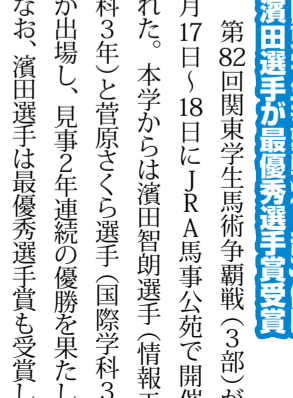 濱田選手が最優秀選手賞受賞
第82回関東学生馬術争覇戦（３部）が
月17日～18日にＪＲＡ馬事公苑で開催
れた。本学からは濱田智朗選手（情報
科３年）と菅原さくら選手（国際学科３
が出場し、見事２年連続の優勝を果たし
なお、濱田選手は最優秀選手賞も受賞し